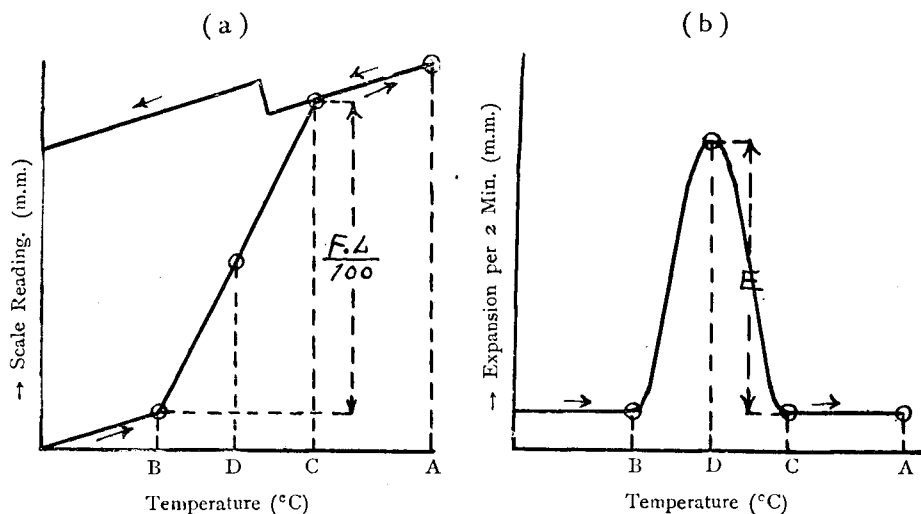 (a)
→ Scale Reading. (m.m.)
F.L
100
B D C A
Temperature (°C)
(b)
→ Expansion per 2 Min. (m.m.)
E
B D C A
Temperature (°C)